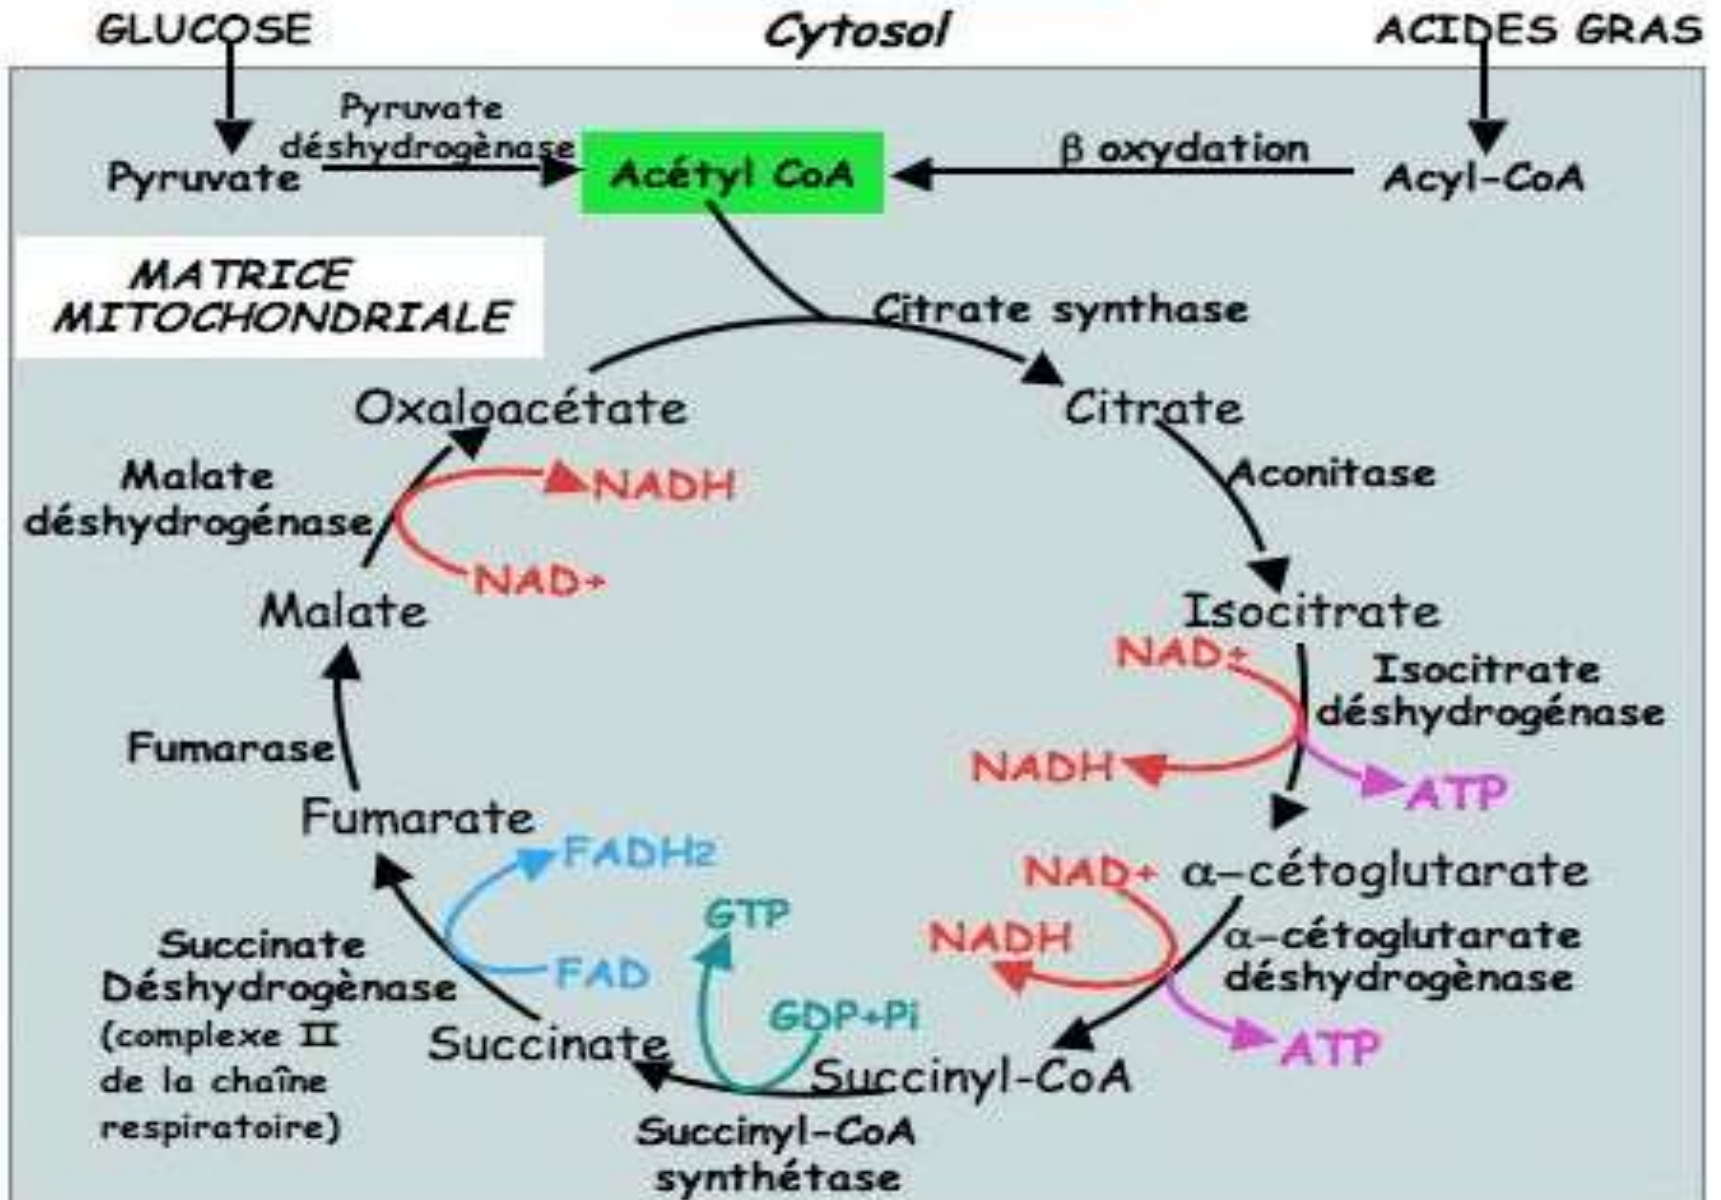 GLUCOSE
Cytosol
ACIDES GRAS
Pyruvate
déshydrogènase
Pyruvate
Acétyl CoA
β oxydation
Acyl-CoA
MATRICE
MITOCHONDRIALE
Citrate synthase
Oxaloacétate
Citrate
Malate
déshydrogénase
NADH
NAD+
Aconitase
Malate
Isocitrate
NAD+
Isocitrate
déshydrogénase
NADH
ATP
Fumarase
Fumarate
FADH2
FAD
NAD+
α-cétoglutarate
NADH
α-cétoglutarate
déshydrogènase
ATP
GTP
GDP+Pi
Succinate
Déshydrogènase
(complexe II
de la chaîne
respiratoire)
Succinate
Succinyl-CoA
Succinyl-CoA
synthétase